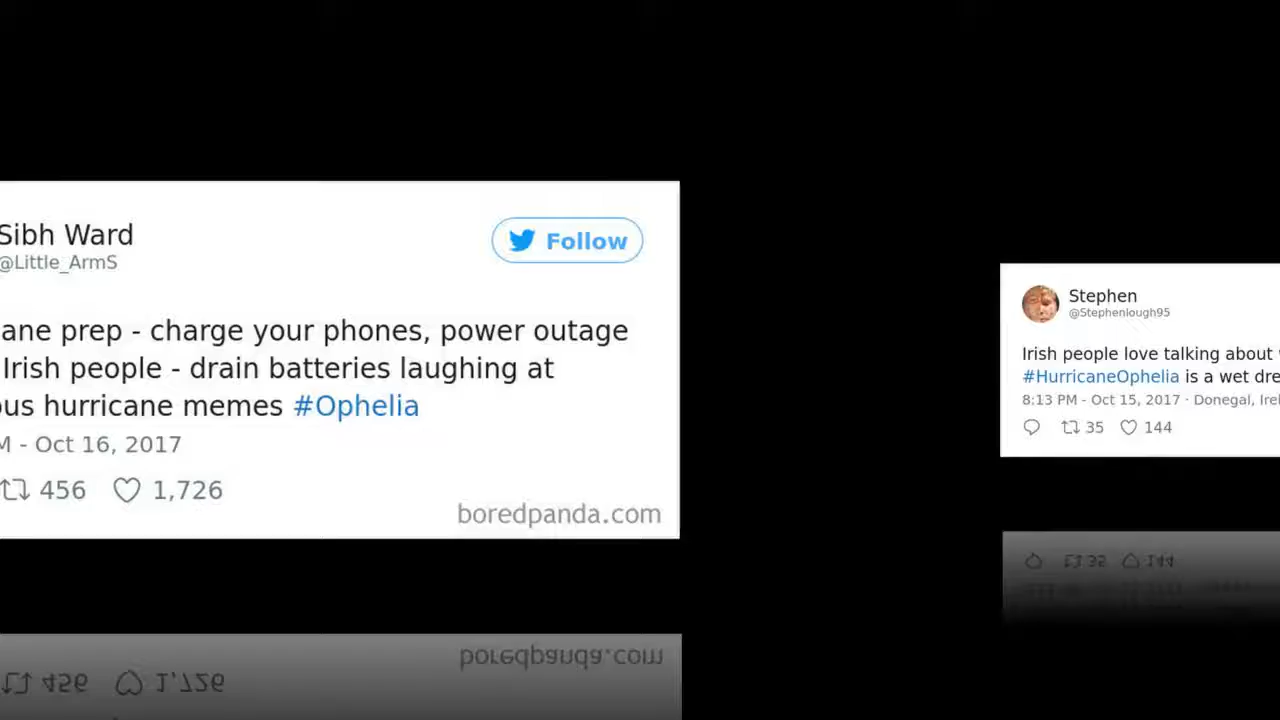 Sibh Ward
@Little_ArmS
Follow
ane prep - charge your phones, power outage
Irish people - drain batteries laughing at
ous hurricane memes #Ophelia
M - Oct 16, 2017
456 1,726
boredpanda.com
Stephen
@Stephenlough95
Irish people love talking about
#HurricaneOphelia is a wet dre
8:13 PM - Oct 15, 2017 · Donegal, Irel
35 144